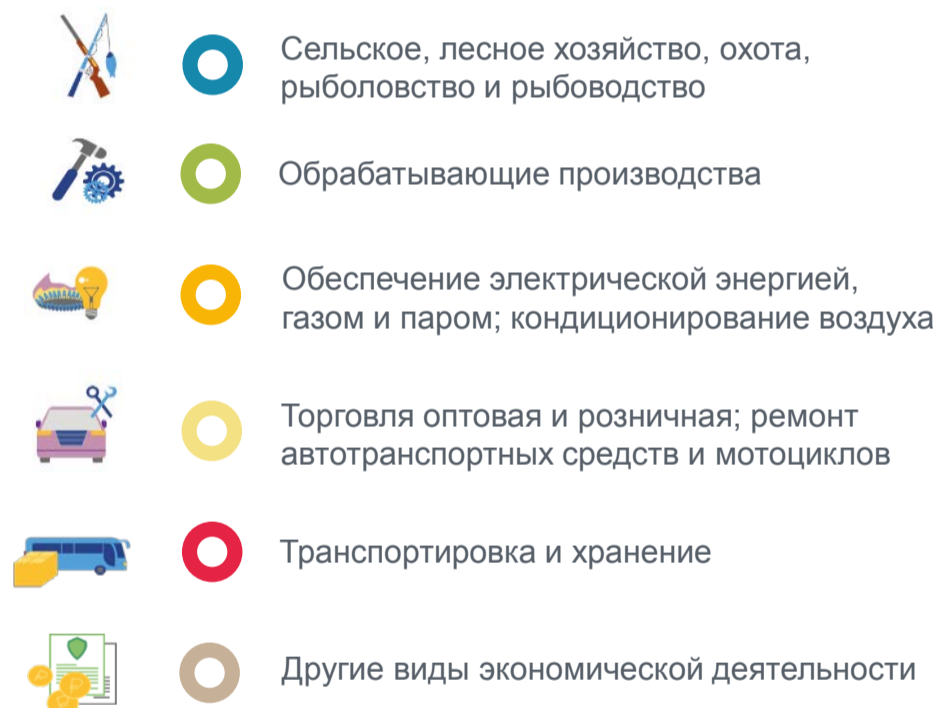 Сельское, лесное хозяйство, охота,
рыболовство и рыбоводство
Обрабатывающие производства
Обеспечение электрической энергией,
газом и паром; кондиционирование воздуха
Торговля оптовая и розничная; ремонт
автотранспортных средств и мотоциклов
Транспортировка и хранение
Другие виды экономической деятельности